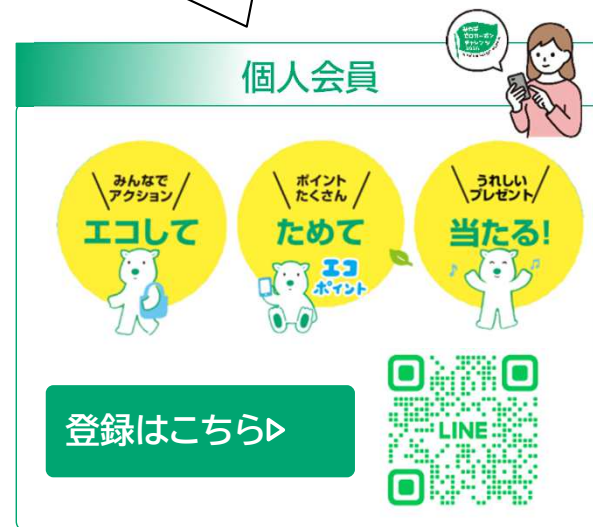 個人会員
みんなで
アクション
エコして
ポイント
たくさん
ためて
エコ
ポイント
うれしい
プレゼント
当たる!
登録はこちら▷
LINE